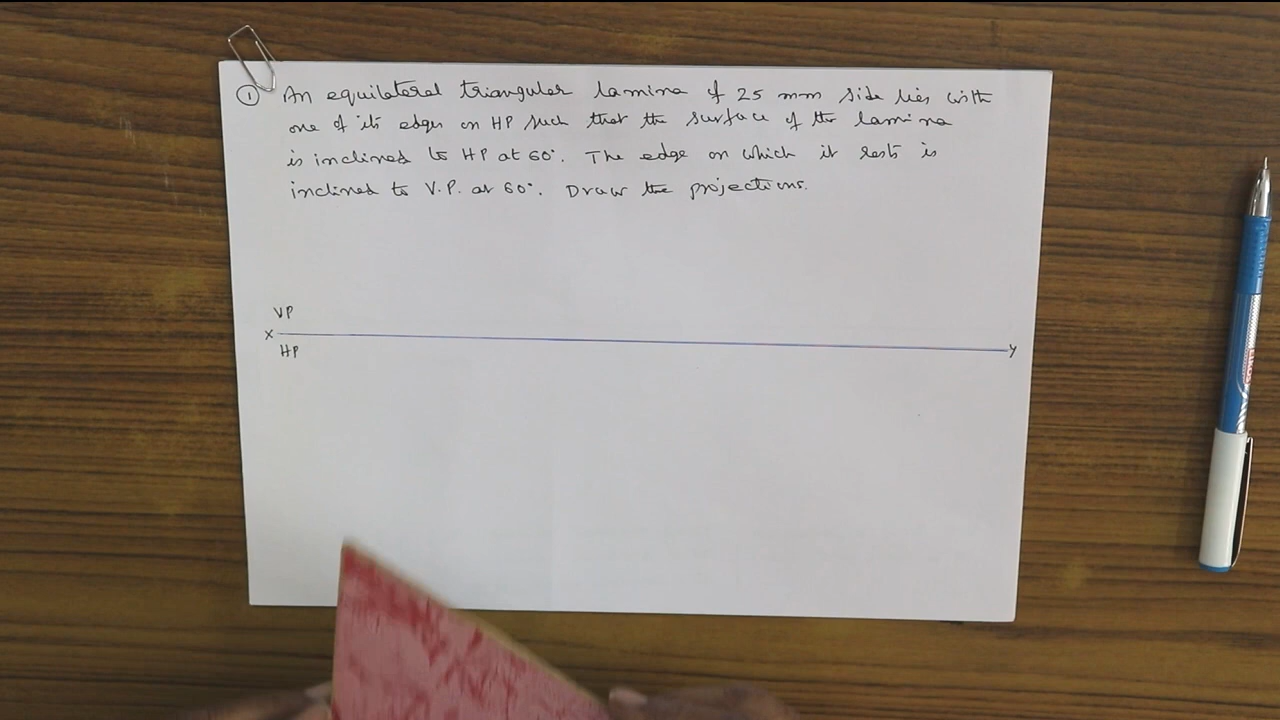 ① An equilateral triangular lamina of 25 mm side lies with
one of its edges on HP such that the surface of the lamina
is inclined to HP at 60°. The edge on which it rests is
inclined to V.P. at 60°. Draw the projections.
VP
X Y
HP